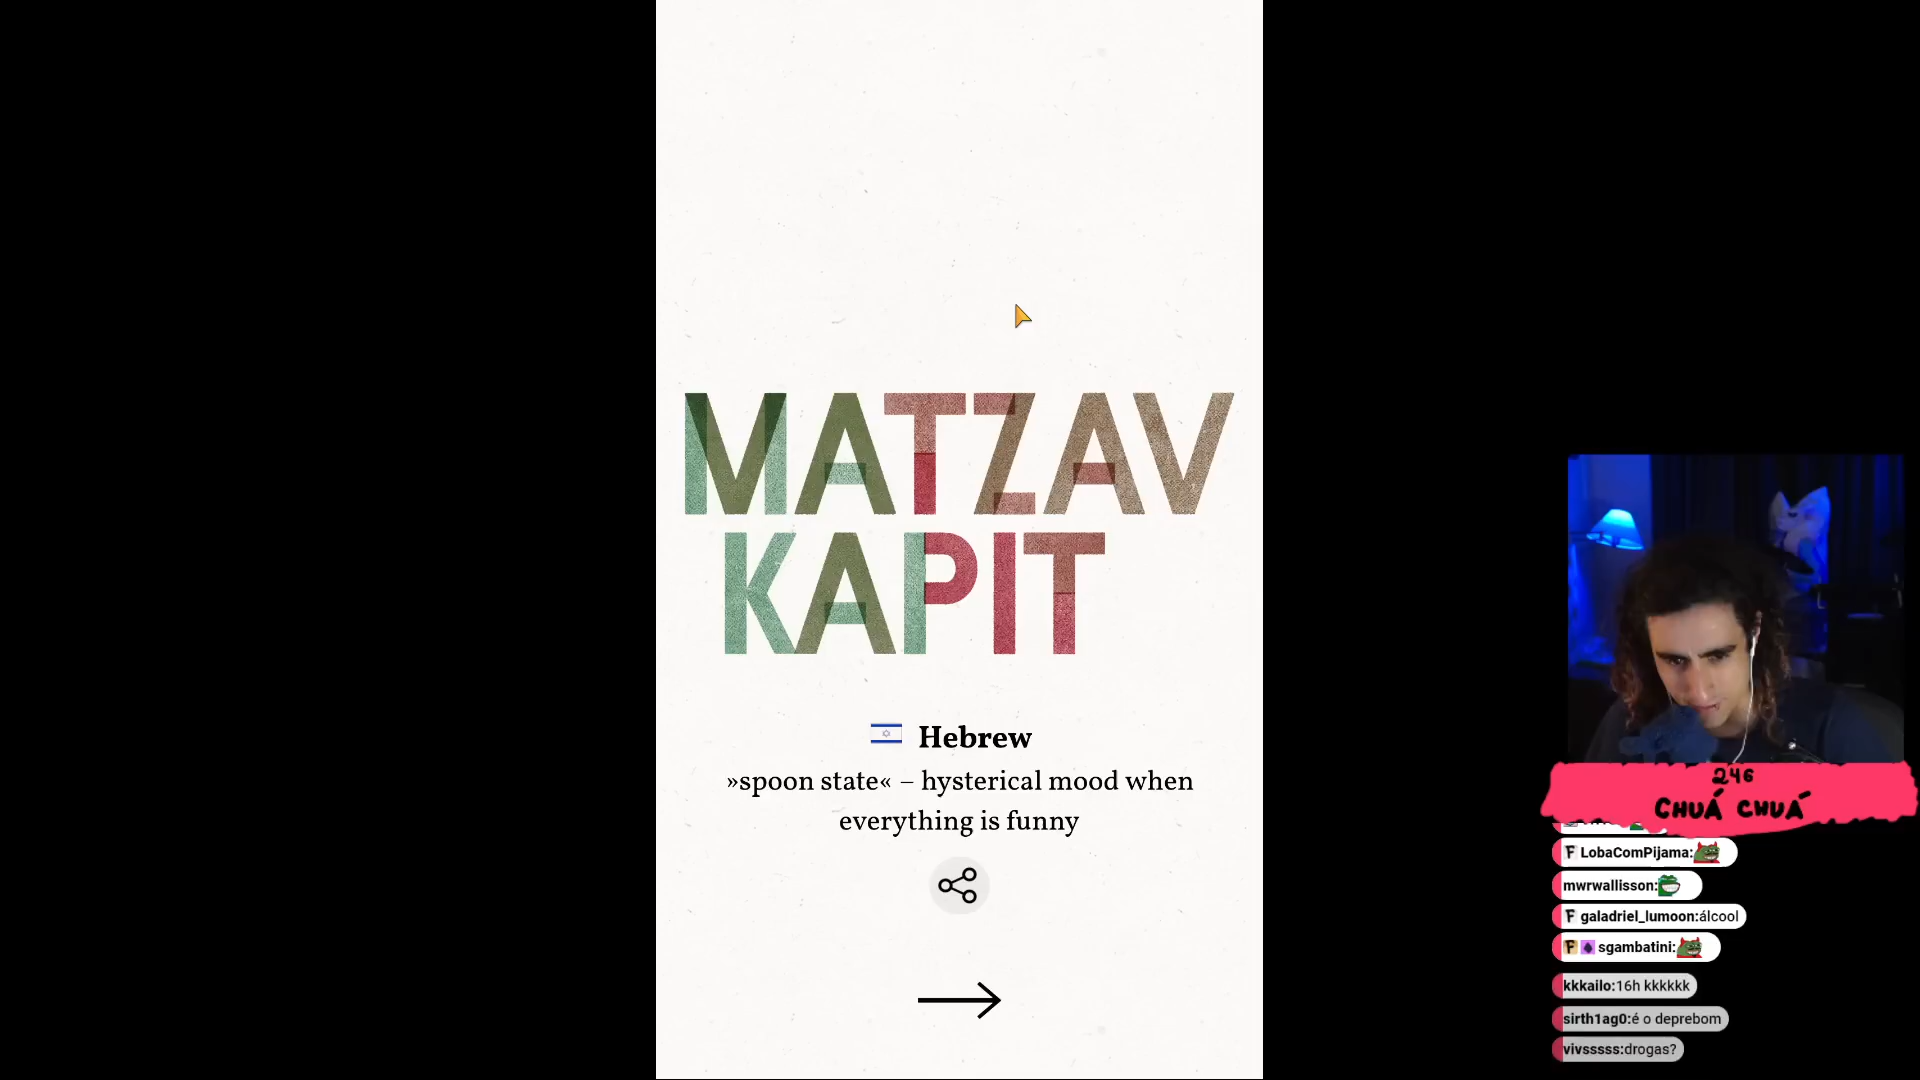 MATZAV
KAPIT
Hebrew
»spoon state« – hysterical mood when
everything is funny
246
CHUÁ CHUÁ
LobaComPijama:
mwrwallisson:
galadriel_lumoon:álcool
sgambatini:
kkkailo:16h kkkkkk
sirth1ag0:é o deprebom
vivsssss:drogas?